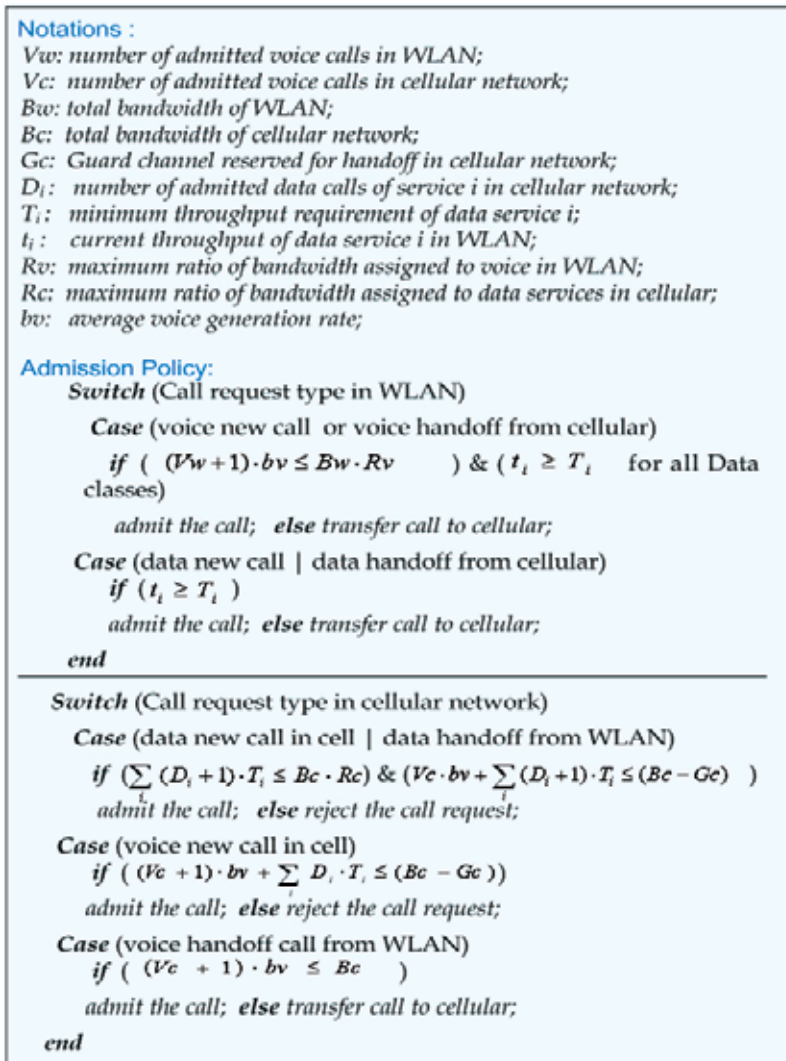 Notations :
Vw: number of admitted voice calls in WLAN;
Vc: number of admitted voice calls in cellular network;
Bw: total bandwidth of WLAN;
Bc: total bandwidth of cellular network;
Gc: Guard channel reserved for handoff in cellular network;
Dᵢ: number of admitted data calls of service i in cellular network;
Tᵢ: minimum throughput requirement of data service i;
tᵢ : current throughput of data service i in WLAN;
Rv: maximum ratio of bandwidth assigned to voice in WLAN;
Rc: maximum ratio of bandwidth assigned to data services in cellular;
bv: average voice generation rate;
Admission Policy:
Switch (Call request type in WLAN)
Case (voice new call or voice handoff from cellular)
if ( (Vw+1)·bv ≤ Bw·Rv ) & ( tᵢ ≥ Tᵢ for all Data
classes)
admit the call; else transfer call to cellular;
Case (data new call | data handoff from cellular)
if (tᵢ ≥ Tᵢ )
admit the call; else transfer call to cellular;
end
Switch (Call request type in cellular network)
Case (data new call in cell | data handoff from WLAN)
if (∑ᵢ (Dᵢ +1)·Tᵢ ≤ Bc · Rc) & (Vc·bv + ∑ᵢ (Dᵢ+1)·Tᵢ ≤ (Bc − Gc) )
admit the call; else reject the call request;
Case (voice new call in cell)
if ( (Vc +1)·bv + ∑ᵢ Dᵢ ·Tᵢ ≤ (Bc − Gc))
admit the call; else reject the call request;
Case (voice handoff call from WLAN)
if ( (Vc + 1)·bv ≤ Bc )
admit the call; else transfer call to cellular;
end